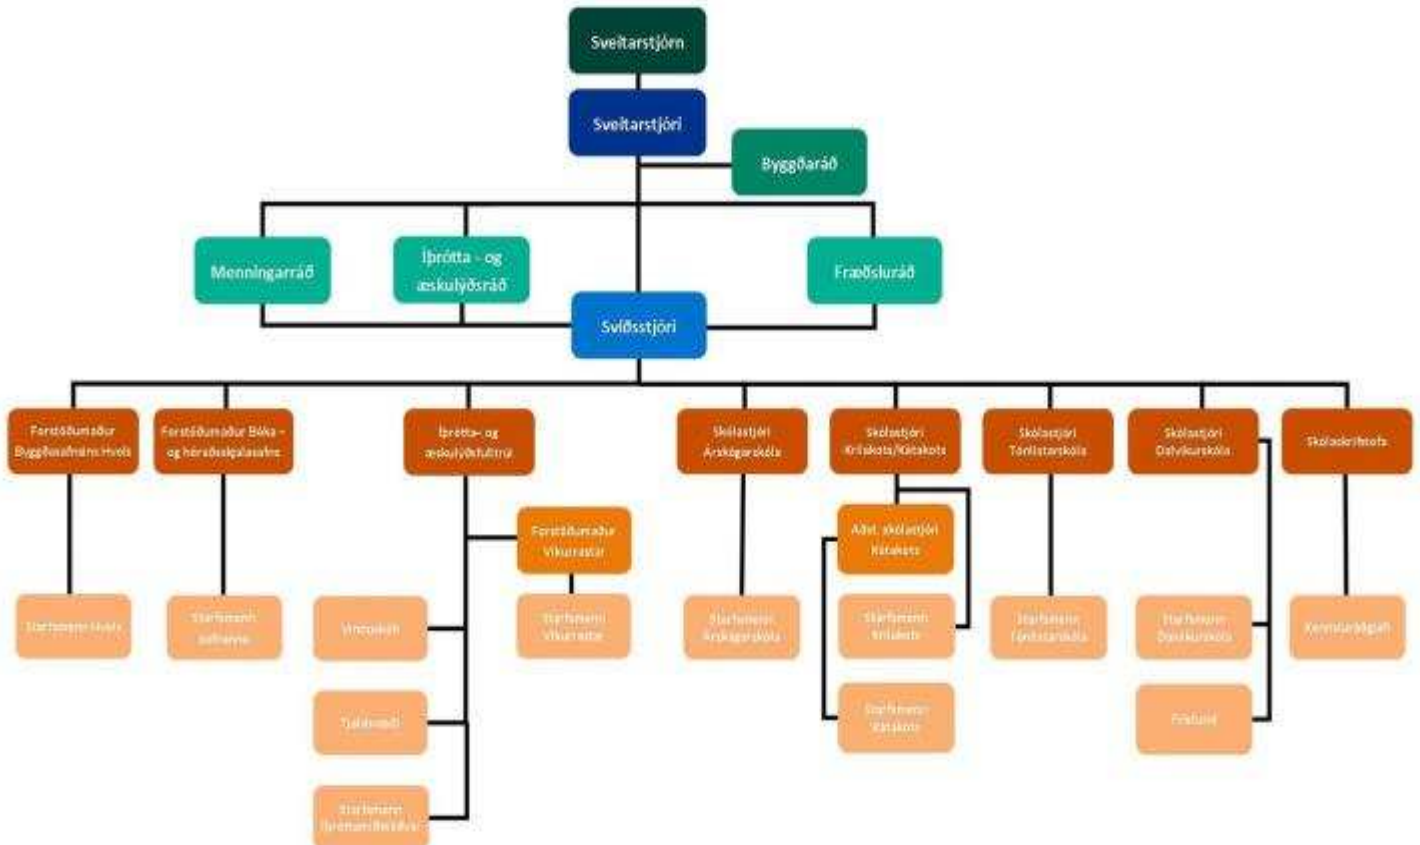 Sveitarstjórn
Sveitarstjóri
Byggðaráð
Menningarráð
Íþrótta - og
æskulýðsráð
Fræðsluráð
Sviðsstjóri
Forstöðumaður
Byggðasafnsins Hvols
Forstöðumaður Bóka –
og héraðsskjalasafns
Íþrótta- og
æskulýðsfulltrúi
Skólastjóri
Árskógarskóla
Skólastjóri
Krílakots/Kátakots
Skólastjóri
Tónlistarskóla
Skólastjóri
Dalvíkurskóla
Skólaskrifstofa
Forstöðumaður
Víkurrastar
Aðst. skólastjóri
Kátakots
Starfsmenn Hvols
Starfsmenn
safnanna
Vinnuskóli
Starfsmenn
Víkurrastar
Starfsmenn
Árskógarskóla
Starfsmenn
Krílakots
Starfsmenn
Tónlistarskóla
Starfsmenn
Dalvíkurskóla
Kennsluráðgjöf
Tjaldsvæði
Starfsmenn
Kátakots
Frístund
Starfsmenn